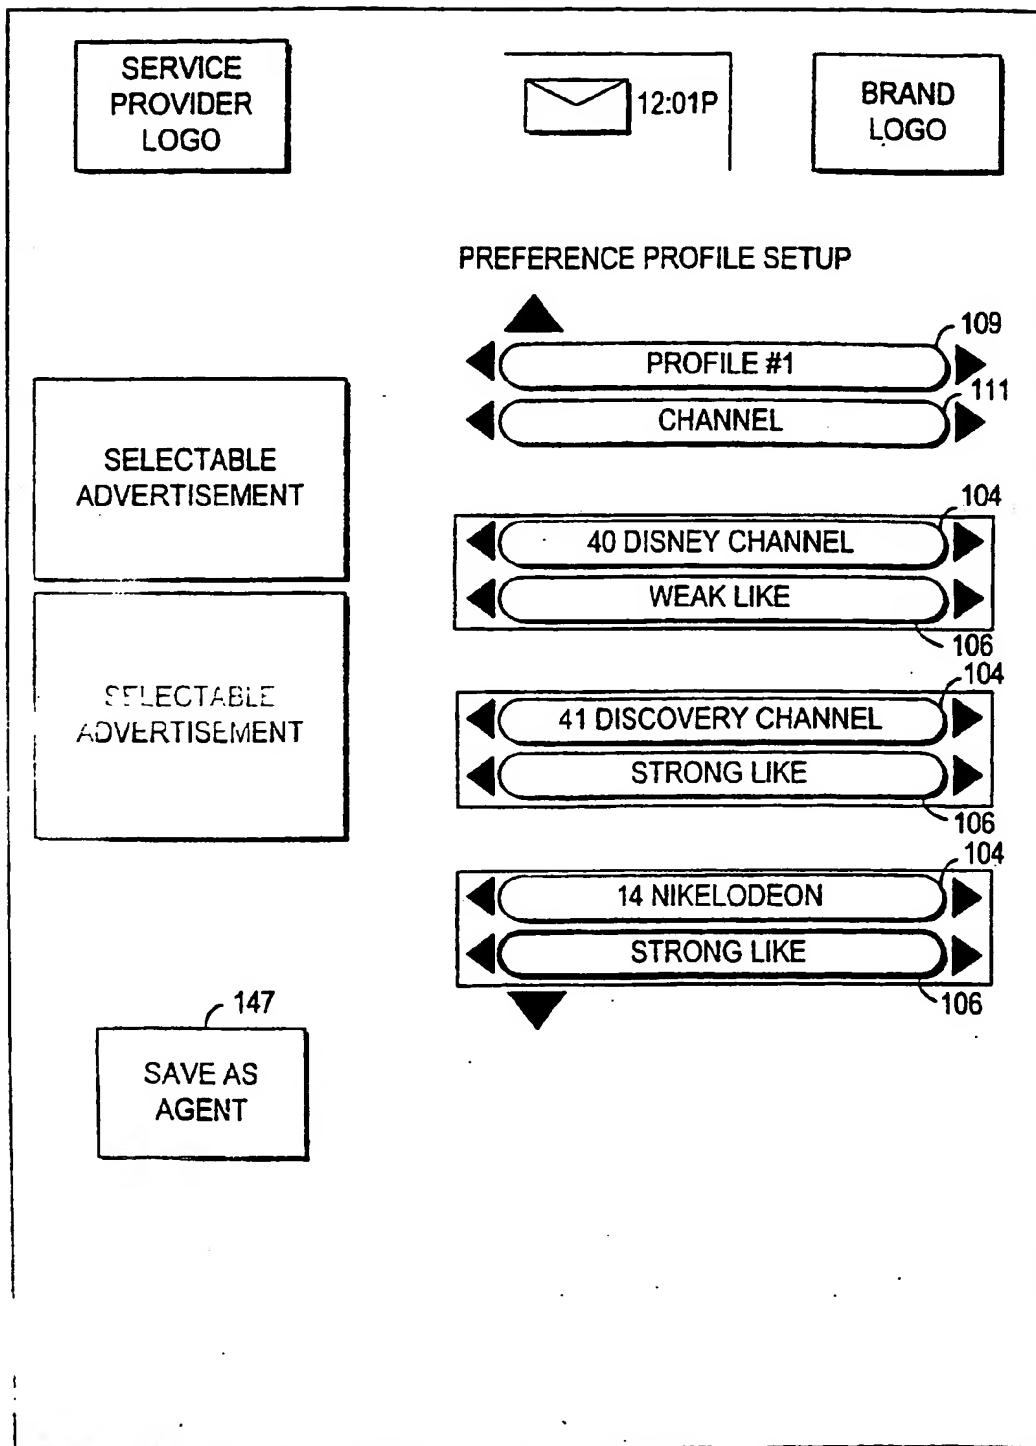 SERVICE
PROVIDER
LOGO
12:01P
BRAND
LOGO
PREFERENCE PROFILE SETUP
109
PROFILE #1
111
CHANNEL
SELECTABLE
ADVERTISEMENT
104
40 DISNEY CHANNEL
WEAK LIKE
106
SELECTABLE
ADVERTISEMENT
104
41 DISCOVERY CHANNEL
STRONG LIKE
106
104
14 NIKELODEON
STRONG LIKE
106
147
SAVE AS
AGENT